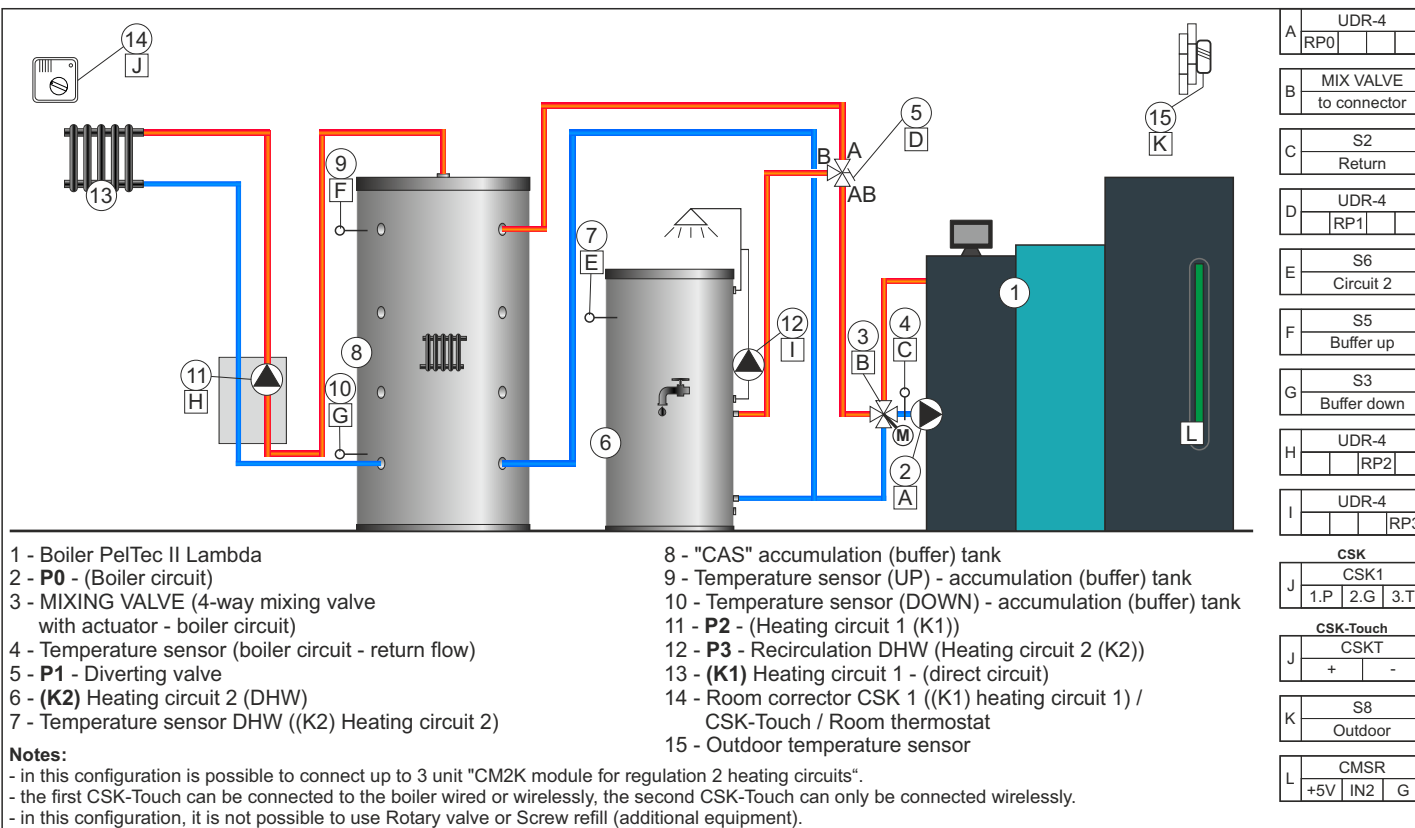 14
J
13
11
H
9
F
8
10
G
7
E
6
12
I
5
D
B
A
AB
3
B
4
C
M
2
A
1
15
K
L
1 - Boiler PelTec II Lambda
2 - P0 - (Boiler circuit)
3 - MIXING VALVE (4-way mixing valve
with actuator - boiler circuit)
4 - Temperature sensor (boiler circuit - return flow)
5 - P1 - Diverting valve
6 - (K2) Heating circuit 2 (DHW)
7 - Temperature sensor DHW ((K2) Heating circuit 2)
8 - "CAS" accumulation (buffer) tank
9 - Temperature sensor (UP) - accumulation (buffer) tank
10 - Temperature sensor (DOWN) - accumulation (buffer) tank
11 - P2 - (Heating circuit 1 (K1))
12 - P3 - Recirculation DHW (Heating circuit 2 (K2))
13 - (K1) Heating circuit 1 - (direct circuit)
14 - Room corrector CSK 1 ((K1) heating circuit 1) /
CSK-Touch / Room thermostat
15 - Outdoor temperature sensor
Notes:
- in this configuration is possible to connect up to 3 unit "CM2K module for regulation 2 heating circuits“.
- the first CSK-Touch can be connected to the boiler wired or wirelessly, the second CSK-Touch can only be connected wirelessly.
- in this configuration, it is not possible to use Rotary valve or Screw refill (additional equipment).
A UDR-4
RP0
B MIX VALVE
to connector
C S2
Return
D UDR-4
RP1
E S6
Circuit 2
F S5
Buffer up
G S3
Buffer down
H UDR-4
RP2
I UDR-4
RP3
CSK
J CSK1
1.P 2.G 3.T
CSK-Touch
J CSKT
+ -
K S8
Outdoor
L CMSR
+5V IN2 G